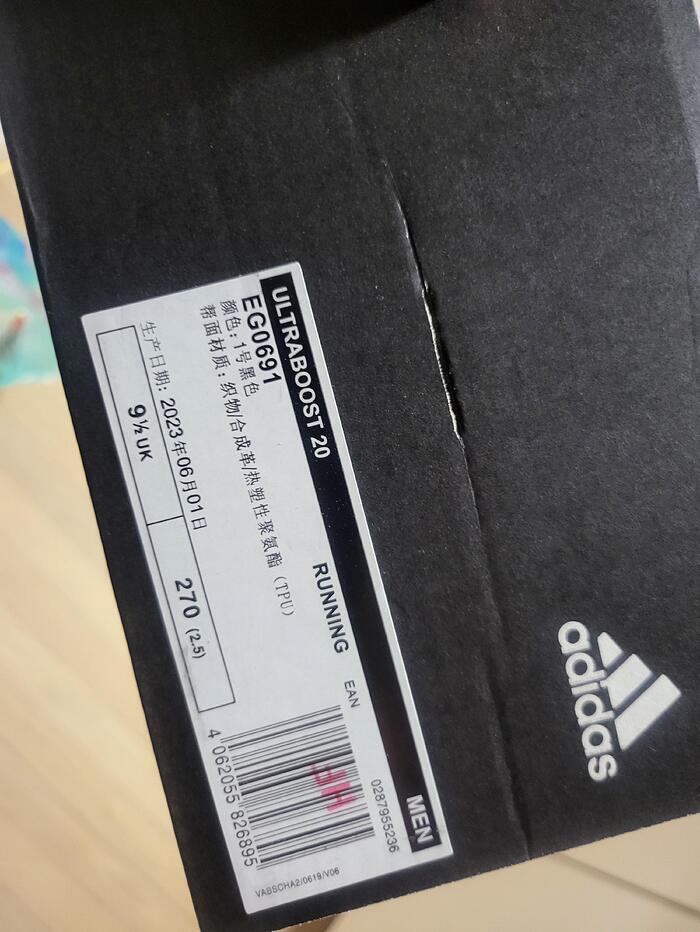 ULTRABOOST 20
MEN
EG0691
RUNNING
颜色: 1号黑色
帮面材质: 织物/合成革/热塑性聚氨酯 (TPU)
生产日期: 2023年06月01日
9½UK
270 (2.5)
EAN
0287955236
4 062055 826895
VABSCHA2/0619/V06
adidas